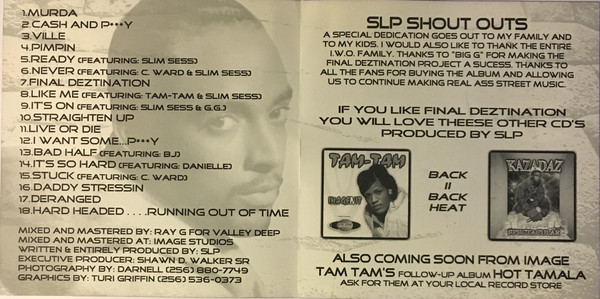 1.MURDA
2.CASH AND P***Y
3.VILLE
4.PIMPIN
5.READY (FEATURING: SLIM SESS)
6.NEVER (FEATURING: C. WARD & SLIM SESS)
7.FINAL DEZTINATION
8.LIKE ME (FEATURING: TAM-TAM & SLIM SESS)
9.IT'S ON (FEATURING: SLIM SESS & G.G.)
10.STRAIGHTEN UP
11.LIVE OR DIE
12.I WANT SOME...P***Y
13.BAD HALF (FEATURING: BJ)
14.IT'S SO HARD (FEATURING: DANIELLE)
15.STUCK (FEATURING: C. WARD)
16.DADDY STRESSIN
17.DERANGED
18.HARD HEADED . . . .RUNNING OUT OF TIME
MIXED AND MASTERED BY: RAY G FOR VALLEY DEEP
MIXED AND MASTERED AT: IMAGE STUDIOS
WRITTEN & ENTIRELY PRODUCED BY: SLP
EXECUTIVE PRODUCER: SHAWN D. WALKER SR
PHOTOGRAPHY BY: DARNELL (256) 880-7749
GRAPHICS BY: TURI GRIFFIN (256) 536-0373
SLP SHOUT OUTS
A SPECIAL DEDICATION GOES OUT TO MY FAMILY AND
TO MY KIDS. I WOULD ALSO LIKE TO THANK THE ENTIRE
I.W.O. FAMILY. THANKS TO "BIG G" FOR MAKING THE
FINAL DEZTINATION PROJECT A SUCESS. THANKS TO
ALL THE FANS FOR BUYING THE ALBUM AND ALLOWING
US TO CONTINUE MAKING REAL ASS STREET MUSIC.
IF YOU LIKE FINAL DEZTINATION
YOU WILL LOVE THEESE OTHER CD'S
PRODUCED BY SLP
TAM-TAM
IMAGEN IT
BACK
II
BACK
HEAT
KAZADAZ
ALSO COMING SOON FROM IMAGE
TAM TAM'S FOLLOW-UP ALBUM HOT TAMALA
ASK FOR THEM AT YOUR LOCAL RECORD STORE